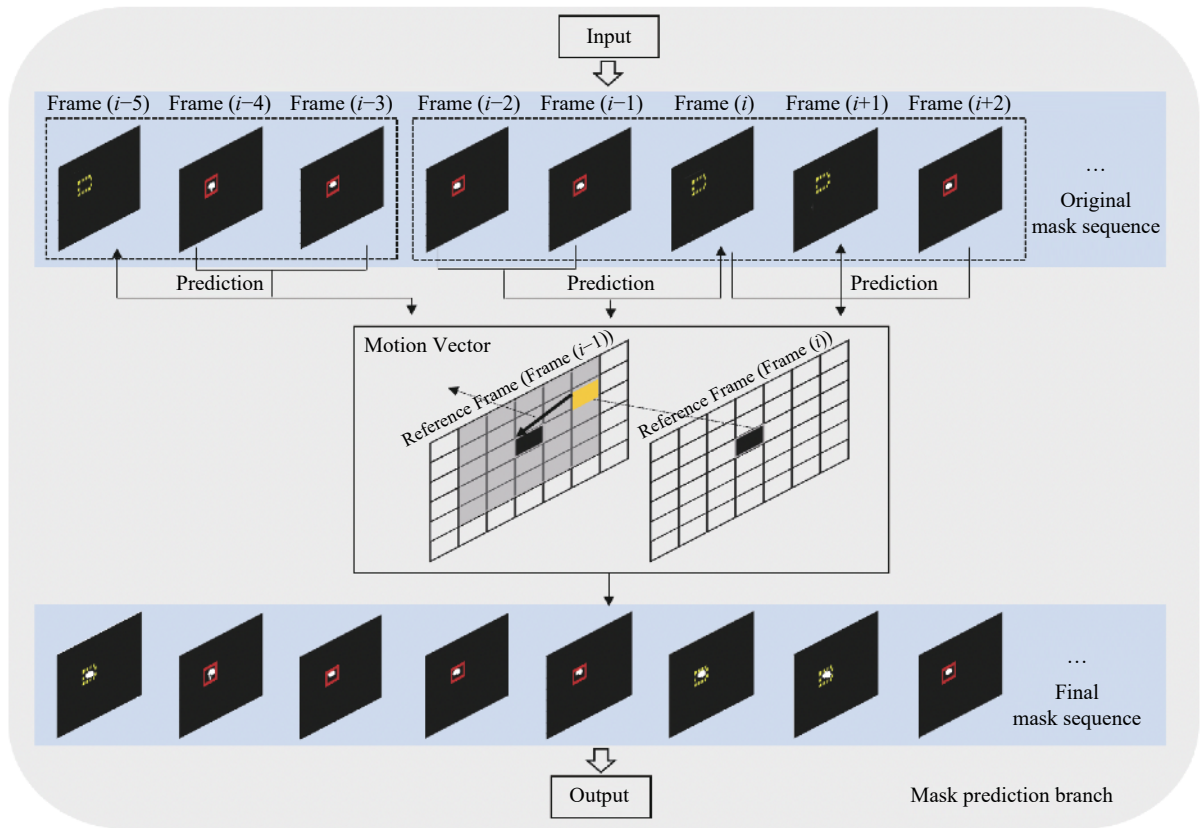 Input
Frame (i−5) Frame (i−4) Frame (i−3) Frame (i−2) Frame (i−1) Frame (i) Frame (i+1) Frame (i+2)
...
Original
mask sequence
Prediction Prediction Prediction
Motion Vector
Reference Frame (Frame (i−1))
Reference Frame (Frame (i))
...
Final
mask sequence
Output
Mask prediction branch